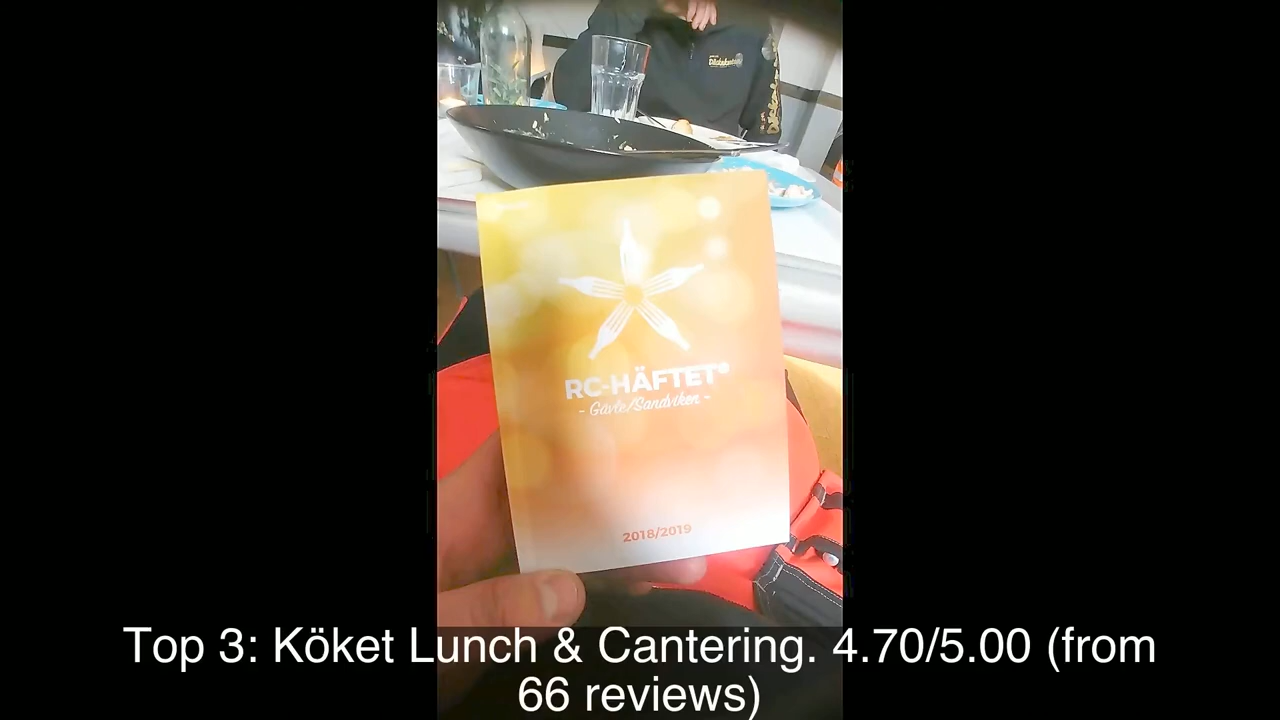 RC-HÄFTET®
- Gävle/Sandviken -
2018/2019
Top 3: Köket Lunch & Cantering. 4.70/5.00 (from
66 reviews)